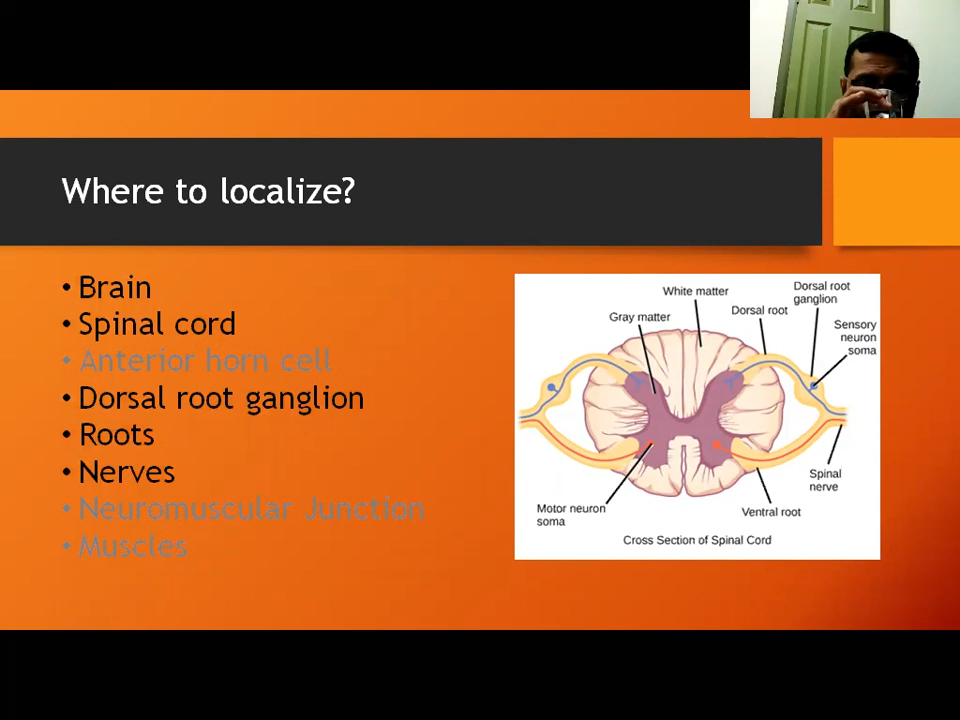 Where to localize?
• Brain
• Spinal cord
• Anterior horn cell
• Dorsal root ganglion
• Roots
• Nerves
• Neuromuscular Junction
• Muscles
White matter
Gray matter
Dorsal root
Dorsal root
ganglion
Sensory
neuron
soma
Spinal
nerve
Motor neuron
soma
Ventral root
Cross Section of Spinal Cord